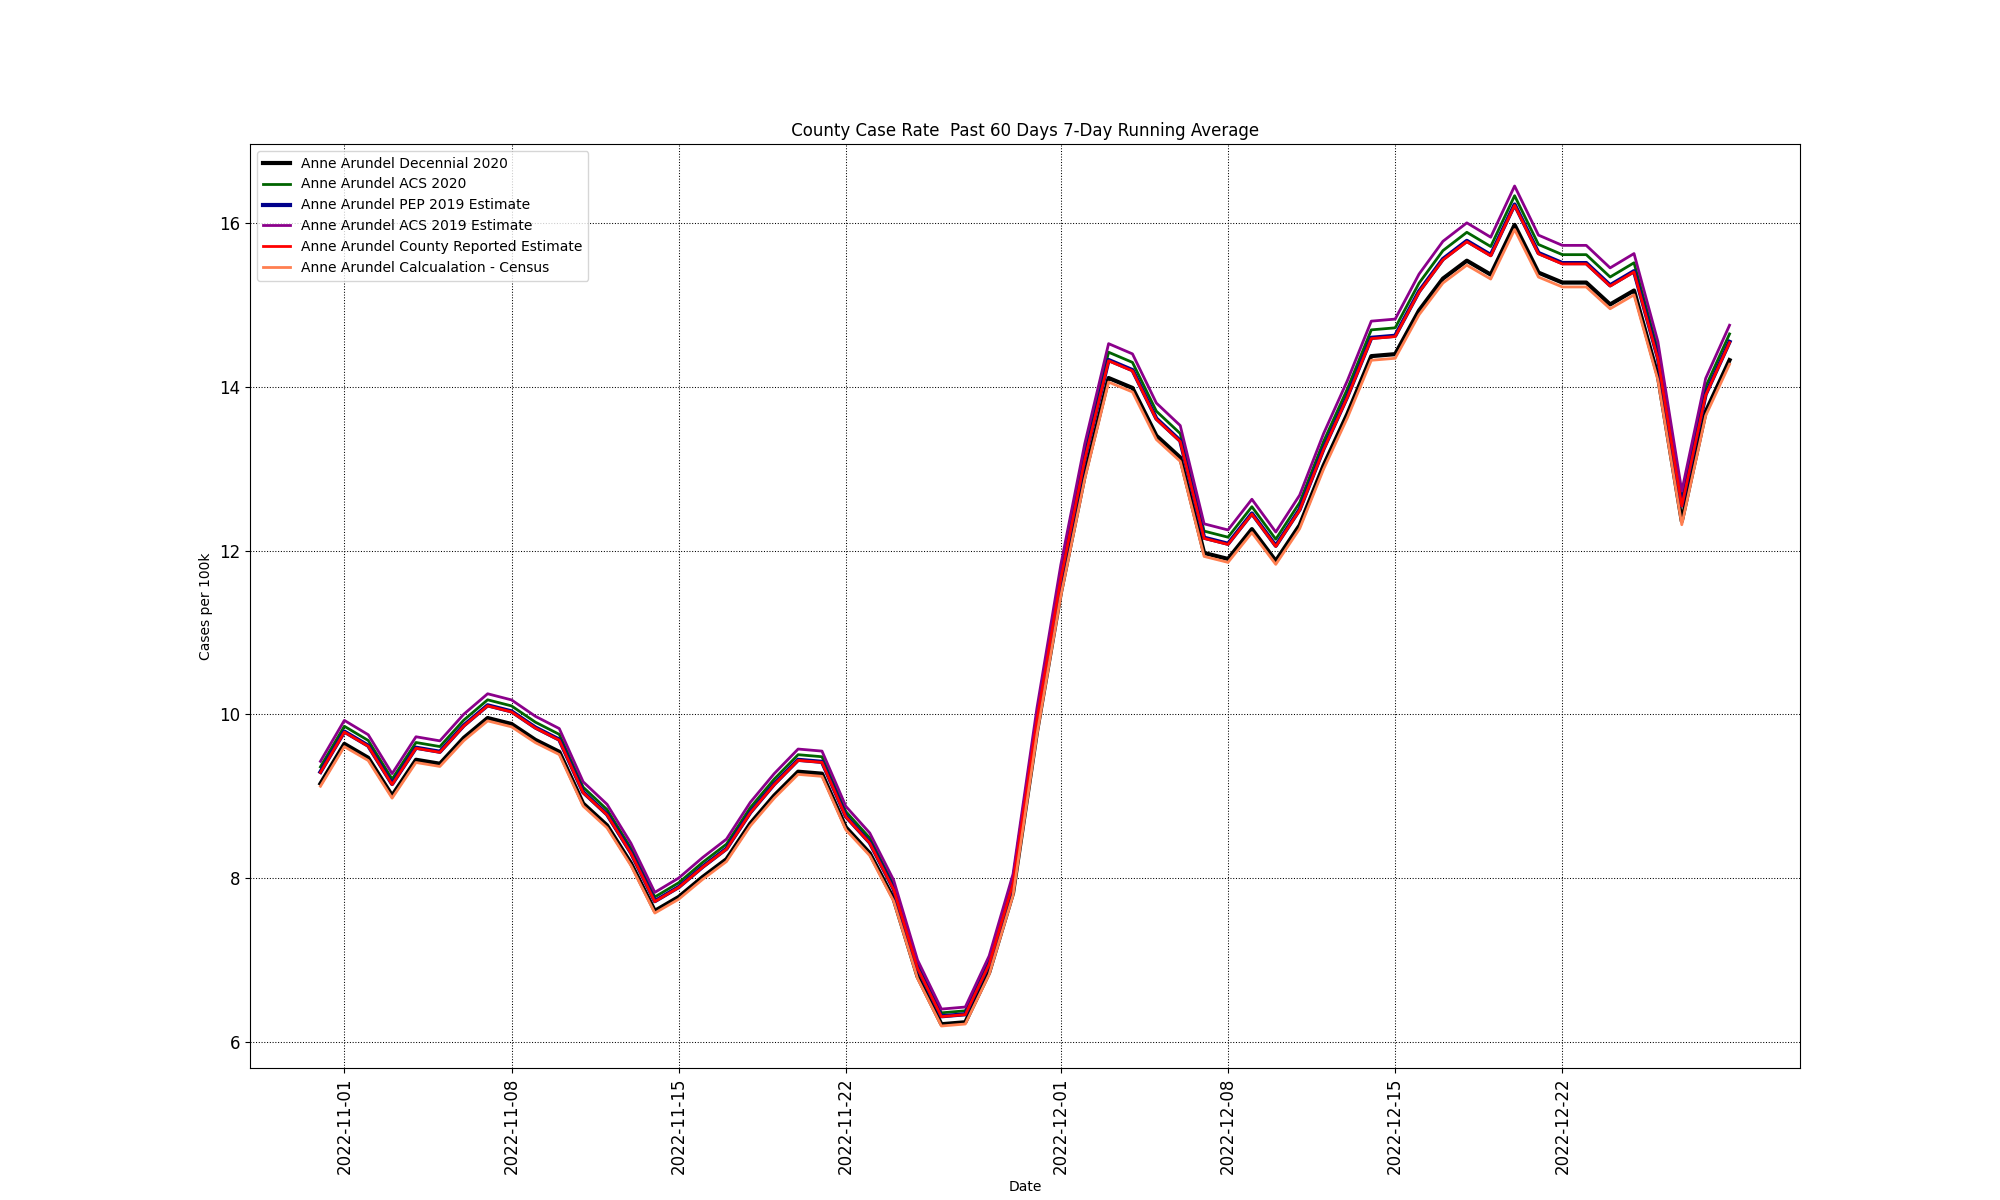 County Case Rate  Past 60 Days 7-Day Running Average
Anne Arundel Decennial 2020
Anne Arundel ACS 2020
Anne Arundel PEP 2019 Estimate
Anne Arundel ACS 2019 Estimate
Anne Arundel County Reported Estimate
Anne Arundel Calcualation - Census
16
14
12
10
8
6
Cases per 100k
2022-11-01
2022-11-08
2022-11-15
2022-11-22
2022-12-01
2022-12-08
2022-12-15
2022-12-22
Date